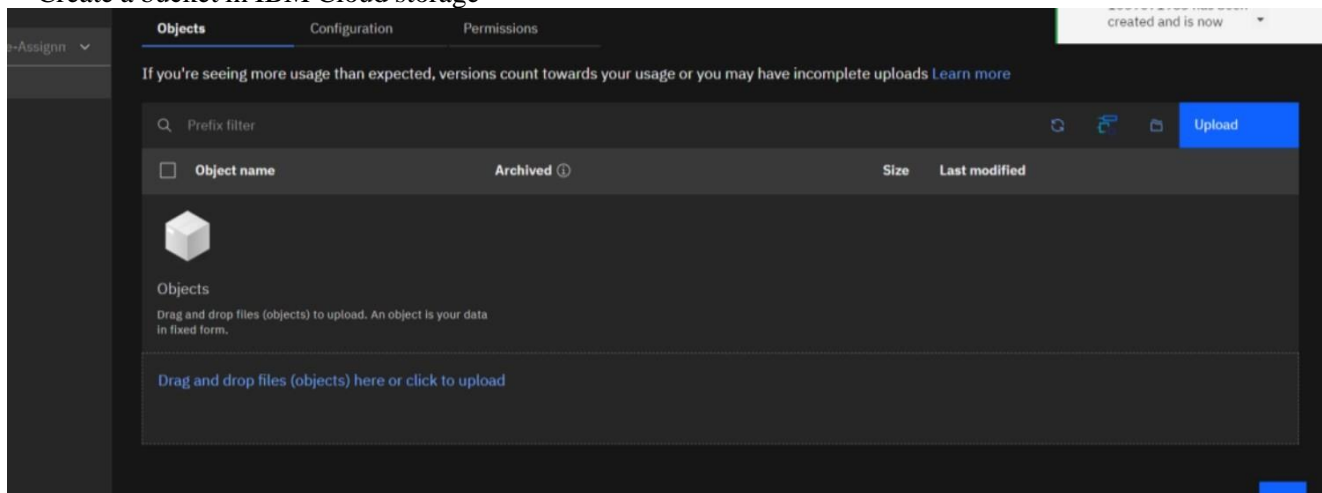 Create a bucket in IBM Cloud storage
Objects Configuration Permissions
created and is now
e-Assignn
If you're seeing more usage than expected, versions count towards your usage or you may have incomplete uploads Learn more
Prefix filter Upload
Object name Archived Size Last modified
Objects
Drag and drop files (objects) to upload. An object is your data
in fixed form.
Drag and drop files (objects) here or click to upload